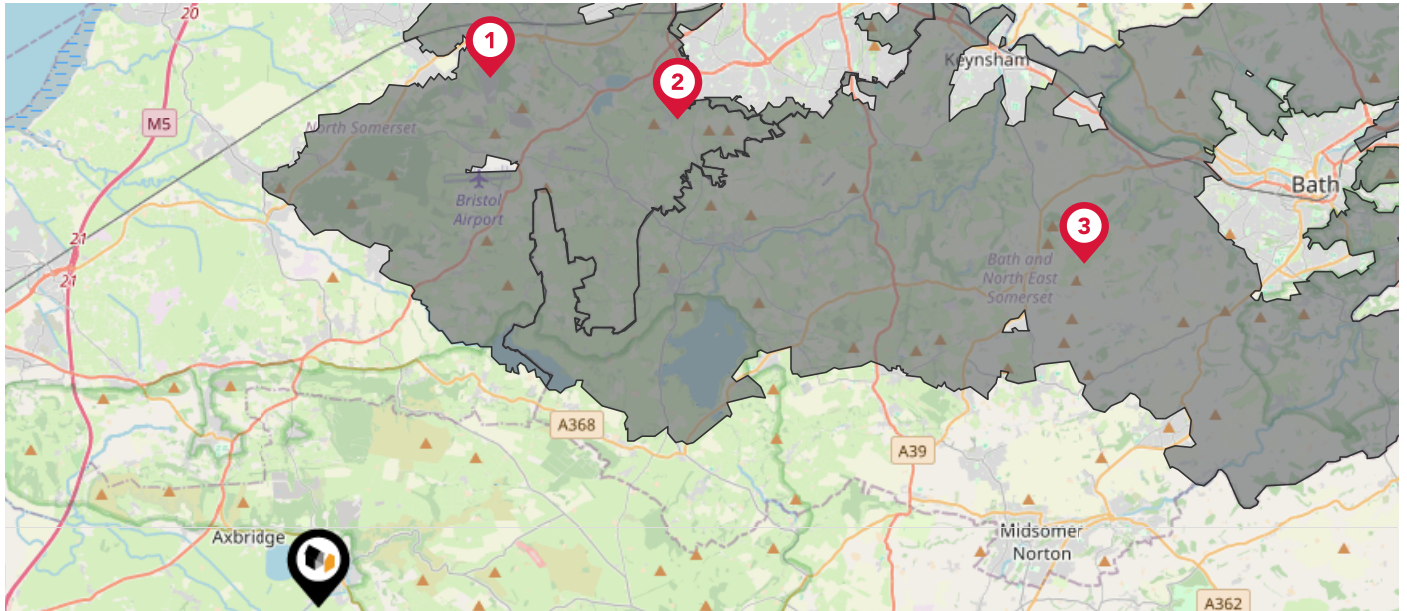 20
1
Keynsham
2
M5
North Somerset
Bath
Bristol
Airport
3
21
Bath and
North East
Somerset
21
A368
A39
Axbridge
Midsomer
Norton
A362